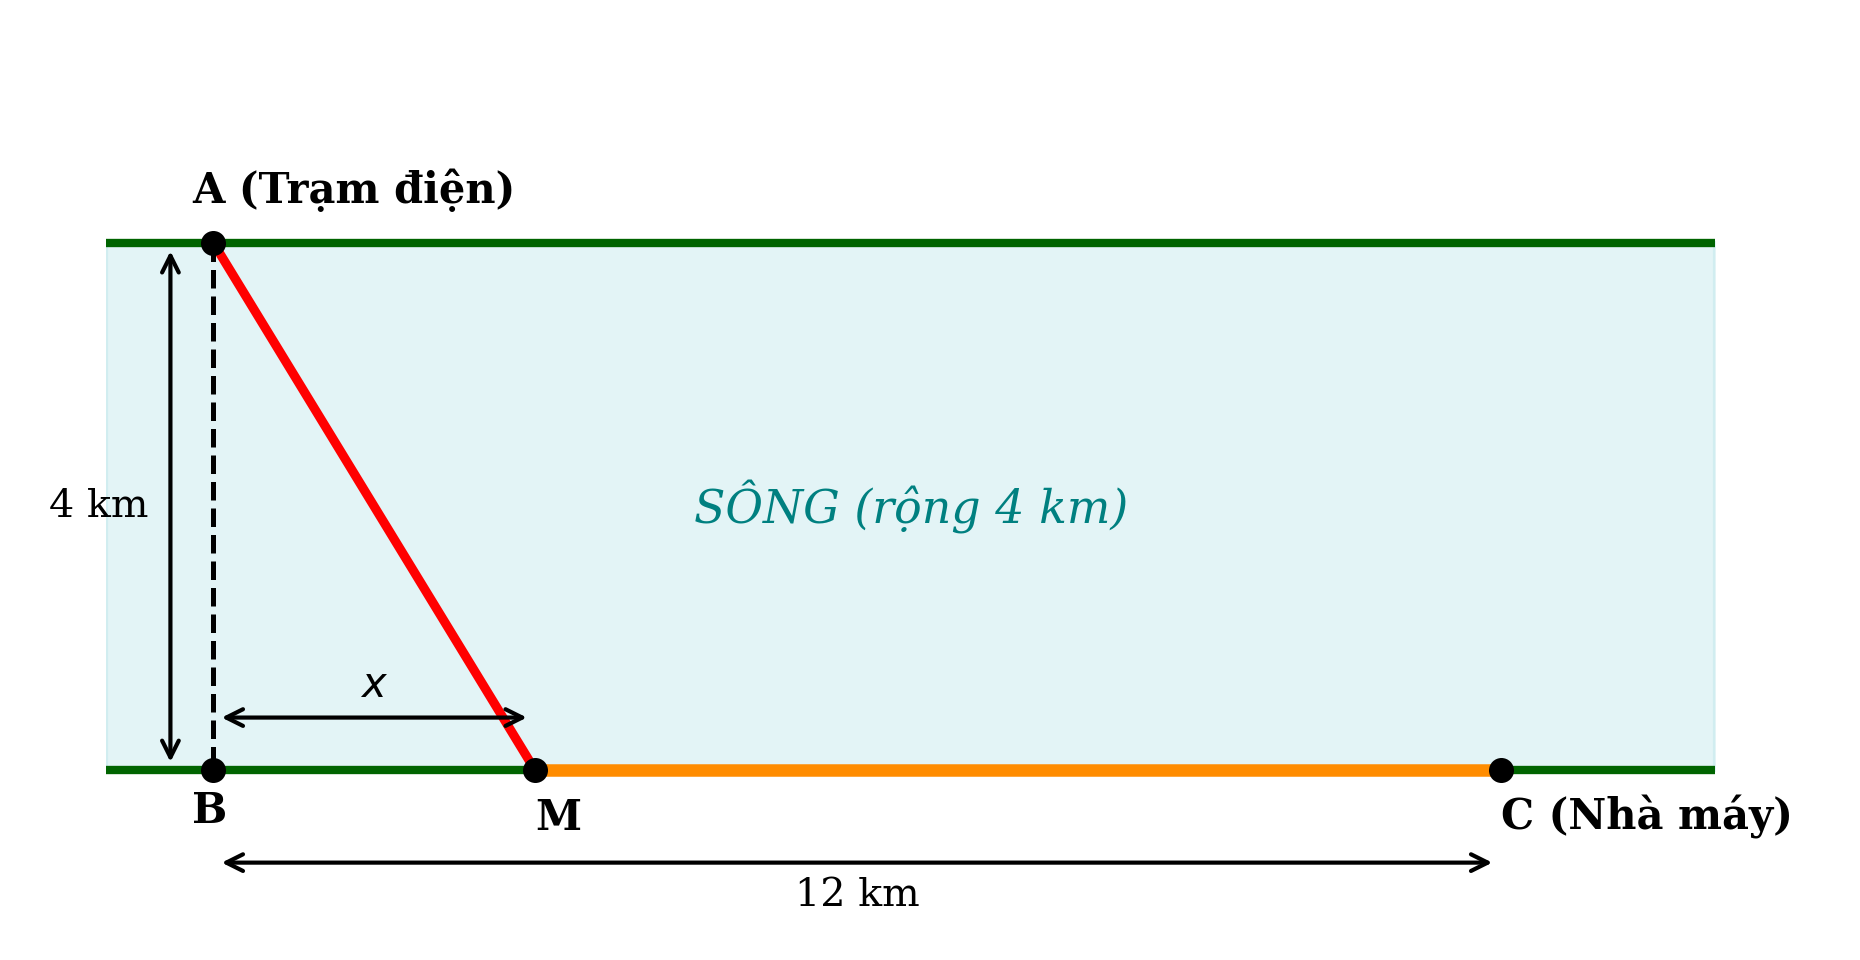 A (Trạm điện)
4 km
SÔNG (rộng 4 km)
x
B
M
C (Nhà máy)
12 km